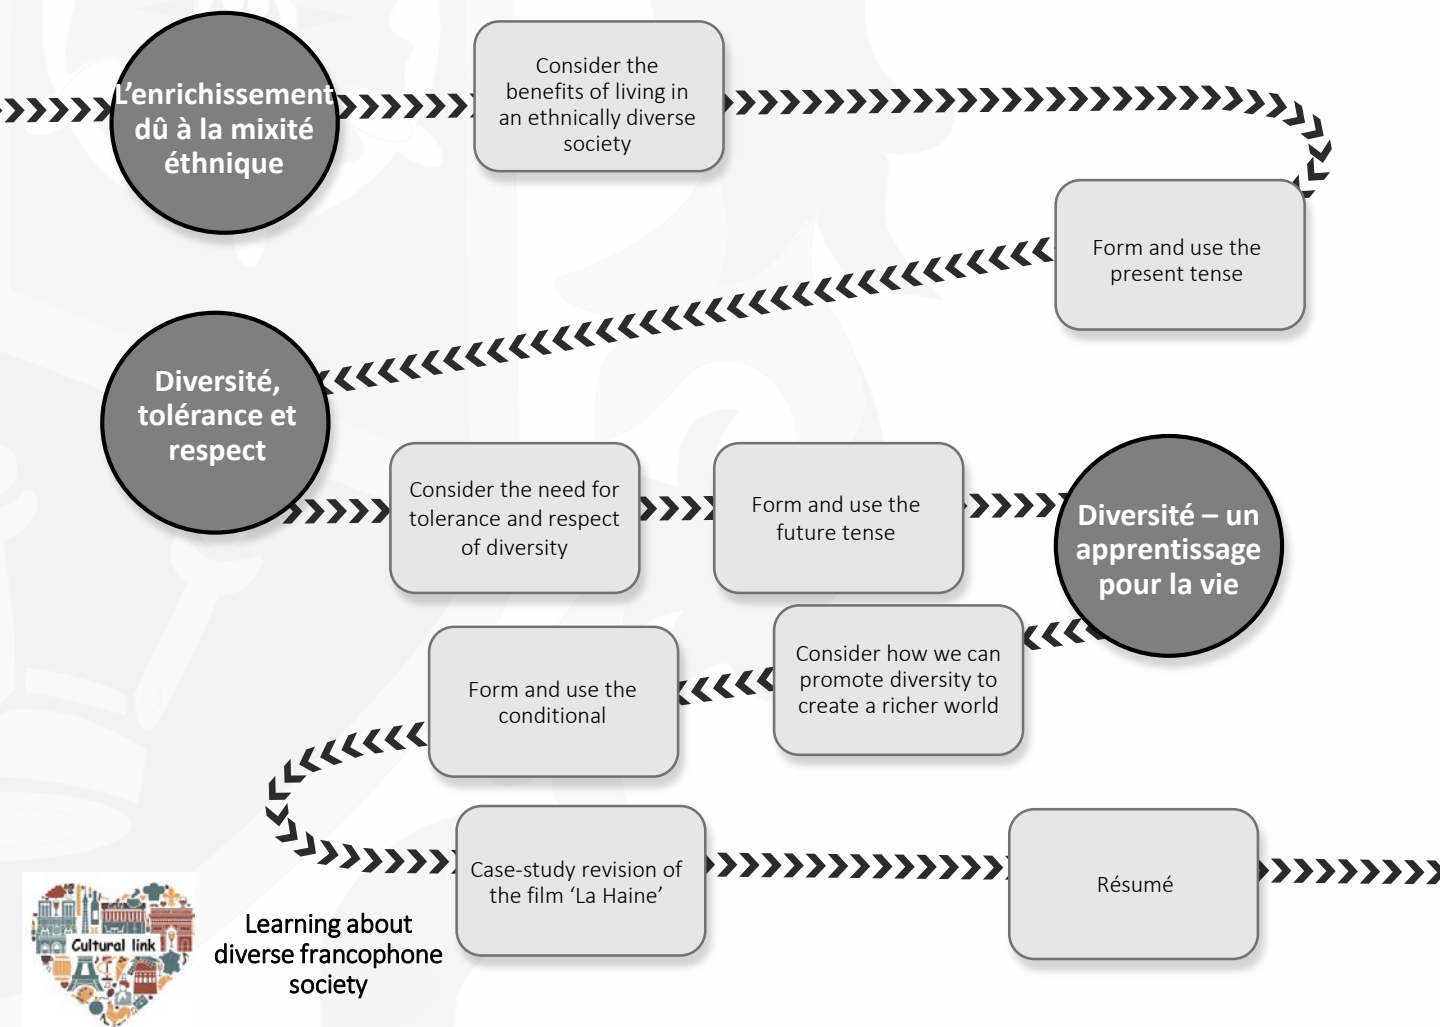 L'enrichissement
dû à la mixité
éthnique
Consider the
benefits of living in
an ethnically diverse
society
Form and use the
present tense
Diversité,
tolérance et
respect
Consider the need for
tolerance and respect
of diversity
Form and use the
future tense
Diversité – un
apprentissage
pour la vie
Consider how we can
promote diversity to
create a richer world
Form and use the
conditional
Case-study revision of
the film ‘La Haine’
Résumé
Cultural link
Learning about
diverse francophone
society